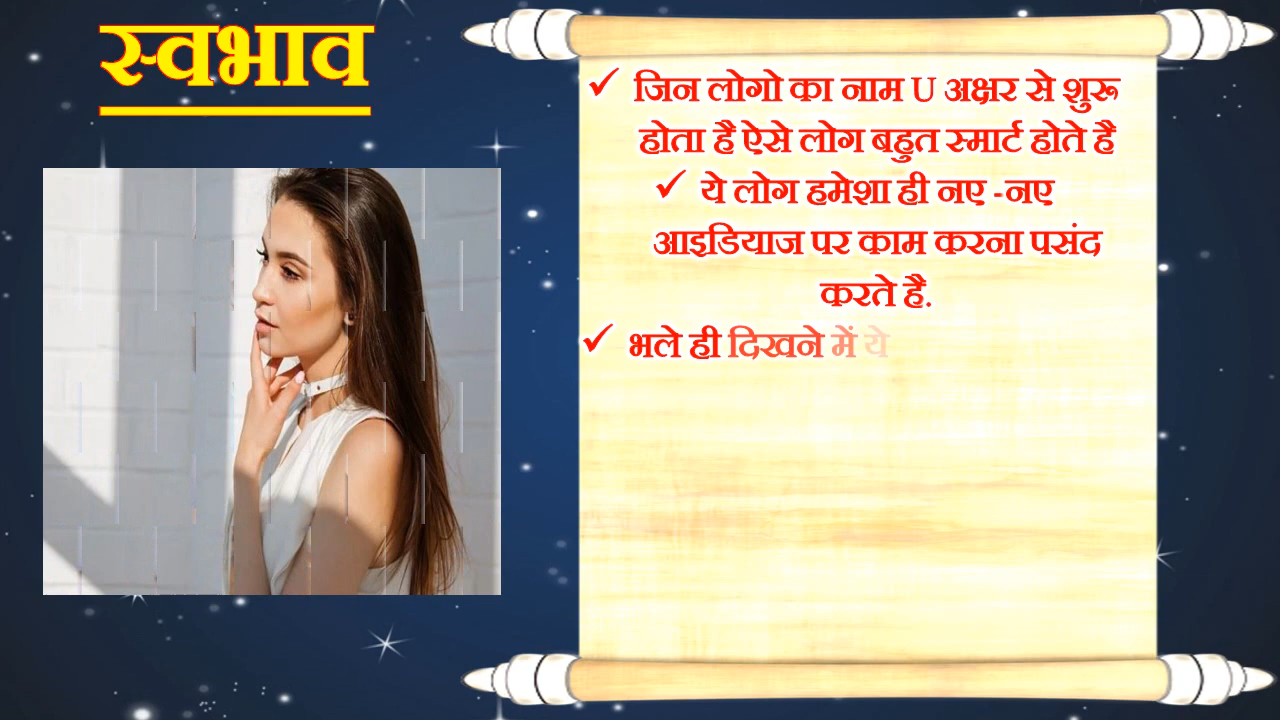 स्वभाव
✓ जिन लोगो का नाम U अक्षर से शुरू
होता है ऐसे लोग बहुत स्मार्ट होते है
✓ ये लोग हमेशा ही नए -नए
आइडियाज पर काम करना पसंद
करते है.
✓ भले ही दिखने में ये